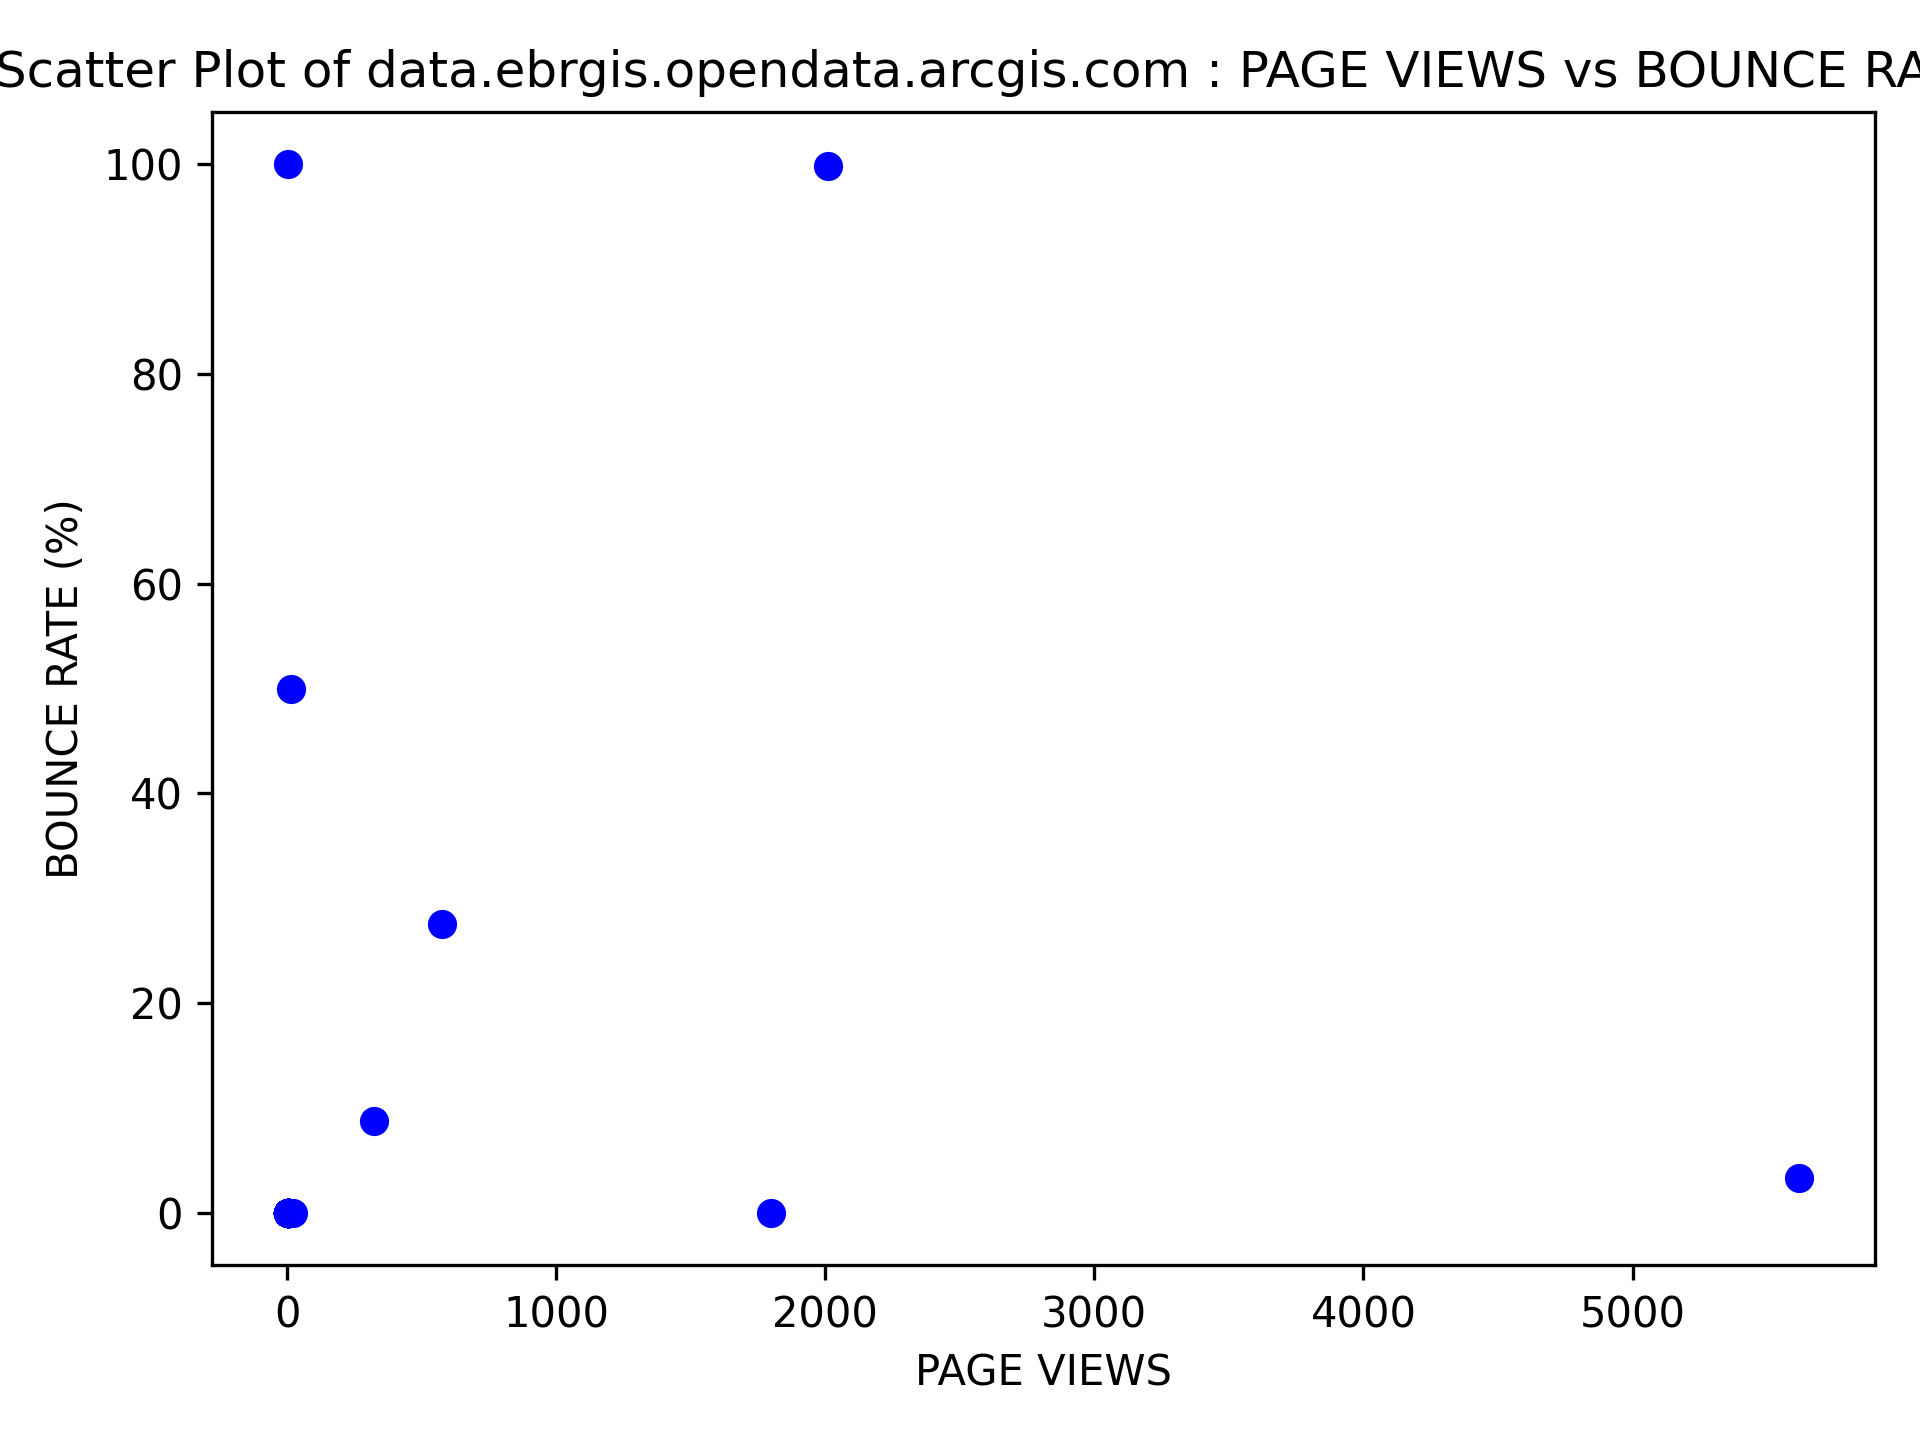 Scatter Plot of data.ebrgis.opendata.arcgis.com : PAGE VIEWS vs BOUNCE RA
100
80
60
40
20
0
BOUNCE RATE (%)
0 1000 2000 3000 4000 5000
PAGE VIEWS